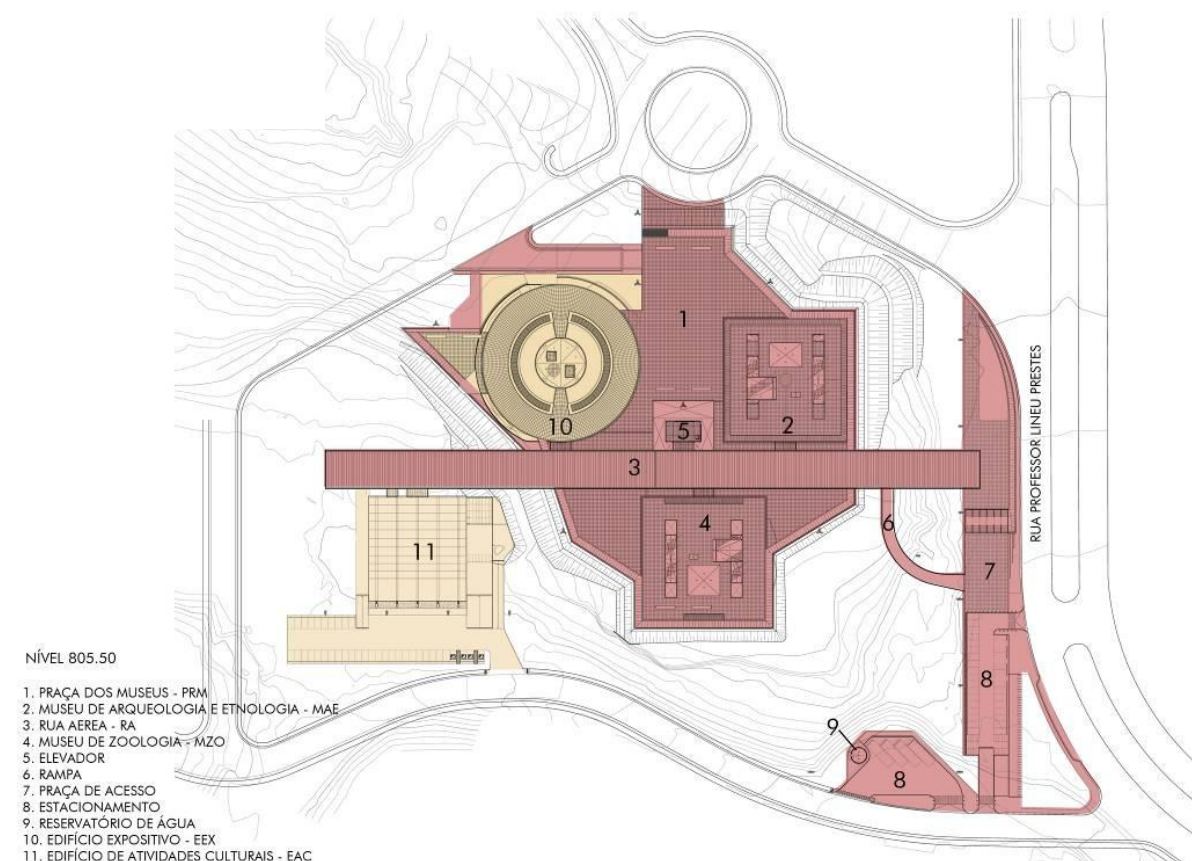 1
2
3
4
5
6
7
8
8
9
10
11
RUA PROFESSOR LINEU PRESTES
NÍVEL 805.50
1. PRAÇA DOS MUSEUS - PRM
2. MUSEU DE ARQUEOLOGIA E ETNOLOGIA - MAE
3. RUA AEREA - RA
4. MUSEU DE ZOOLOGIA - MZO
5. ELEVADOR
6. RAMPA
7. PRAÇA DE ACESSO
8. ESTACIONAMENTO
9. RESERVATÓRIO DE ÁGUA
10. EDIFÍCIO EXPOSITIVO - EEX
11. EDIFÍCIO DE ATIVIDADES CULTURAIS - EAC